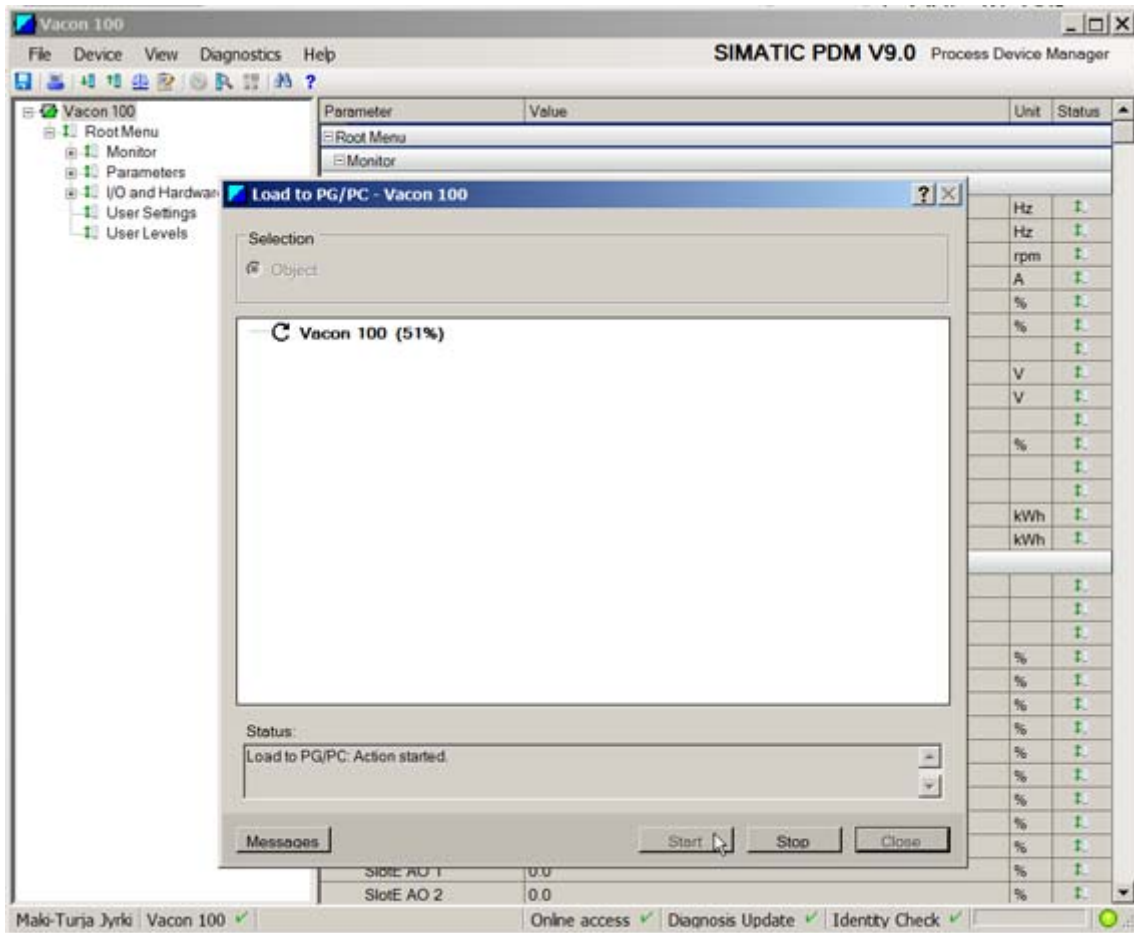 Vacon 100
File Device View Diagnostics Help SIMATIC PDM V9.0 Process Device Manager
Vacon 100
Root Menu
Monitor
Parameters
I/O and Hardwar
User Settings
User Levels
Parameter Value Unit Status
Root Menu
Monitor
Load to PG/PC - Vacon 100
Selection
Object
Vacon 100 (51%)
Status:
Load to PG/PC: Action started.
Messages Start Stop Close
Hz
Hz
rpm
A
%
%
V
V
%
kWh
kWh
%
%
%
%
%
%
%
%
%
SlotE AO 1 0.0 %
SlotE AO 2 0.0 %
Maki-Turja Jyrki Vacon 100 Online access Diagnosis Update Identity Check